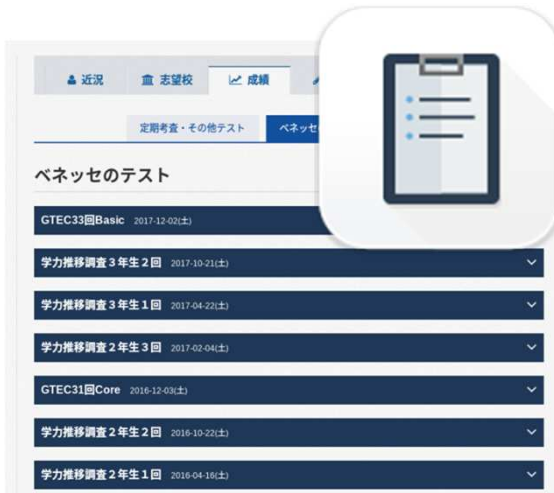 近況 志望校 成績
定期考査・その他テスト ベネッセ
ベネッセのテスト
GTEC33回Basic 2017-12-02(土)
学力推移調査３年生２回 2017-10-21(土)
学力推移調査３年生１回 2017-04-22(土)
学力推移調査２年生３回 2017-02-04(土)
GTEC31回Core 2016-12-03(土)
学力推移調査２年生２回 2016-10-22(土)
学力推移調査２年生１回 2016-04-16(土)